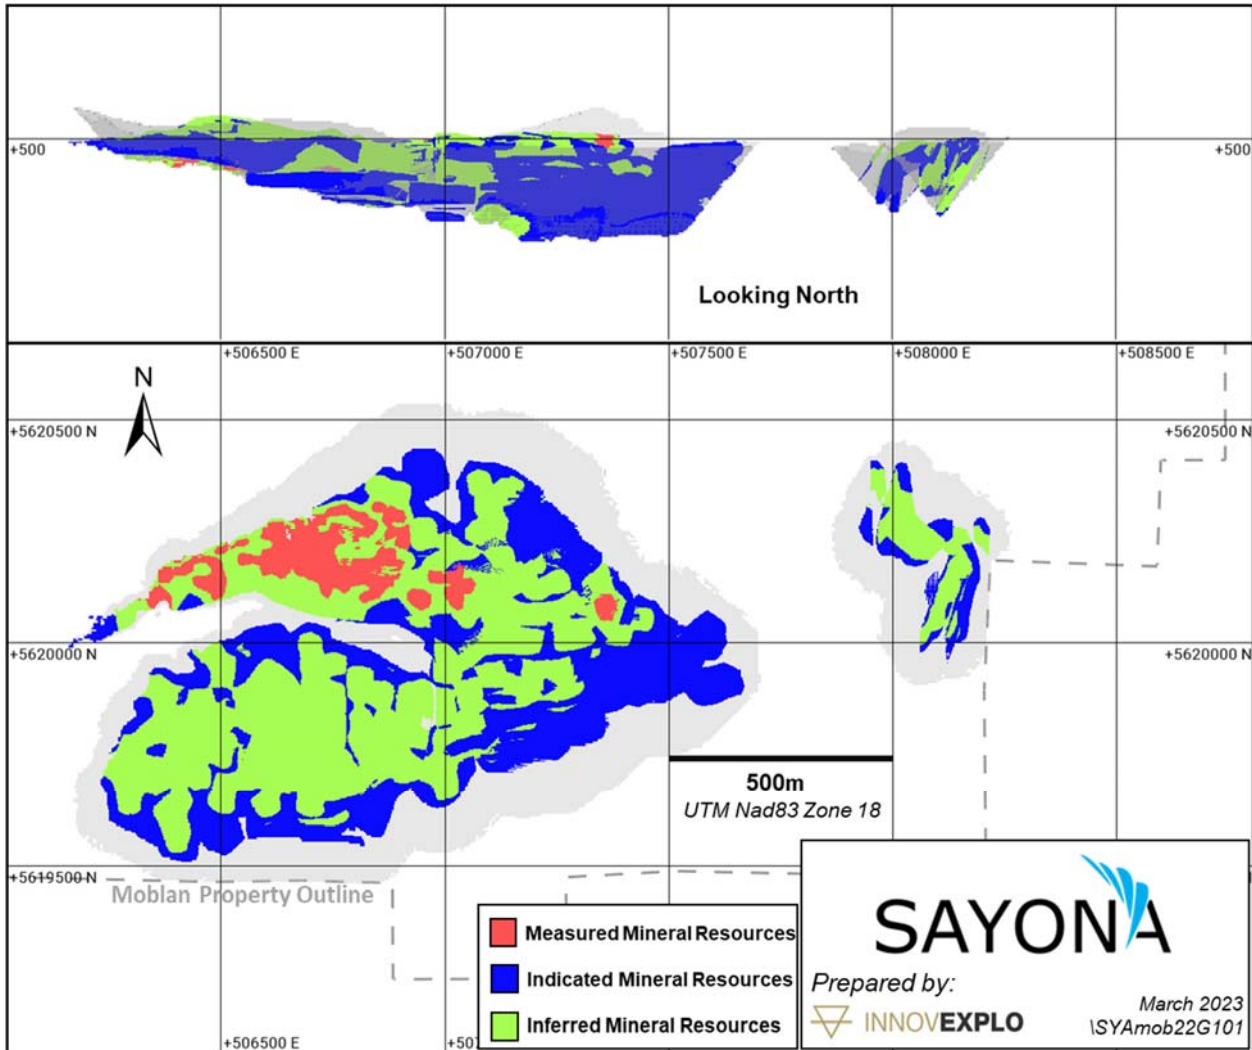 +500
+500
Looking North
+506500 E
+507000 E
+507500 E
+508000 E
+508500 E
N
+5620500 N
+5620500 N
+5620000 N
+5620000 N
500m
UTM Nad83 Zone 18
+5619500 N
Moblan Property Outline
Measured Mineral Resources
Indicated Mineral Resources
Inferred Mineral Resources
SAYONA
Prepared by:
INNOVEXPLO
March 2023
\SYAmob22G101
+506500 E